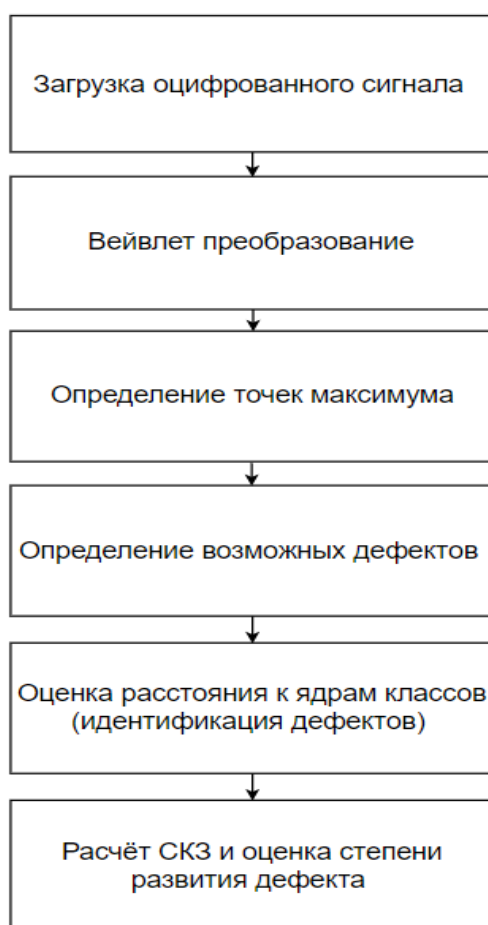 Загрузка оцифрованного сигнала
Вейвлет преобразование
Определение точек максимума
Определение возможных дефектов
Оценка расстояния к ядрам классов
(идентификация дефектов)
Расчёт СКЗ и оценка степени
развития дефекта